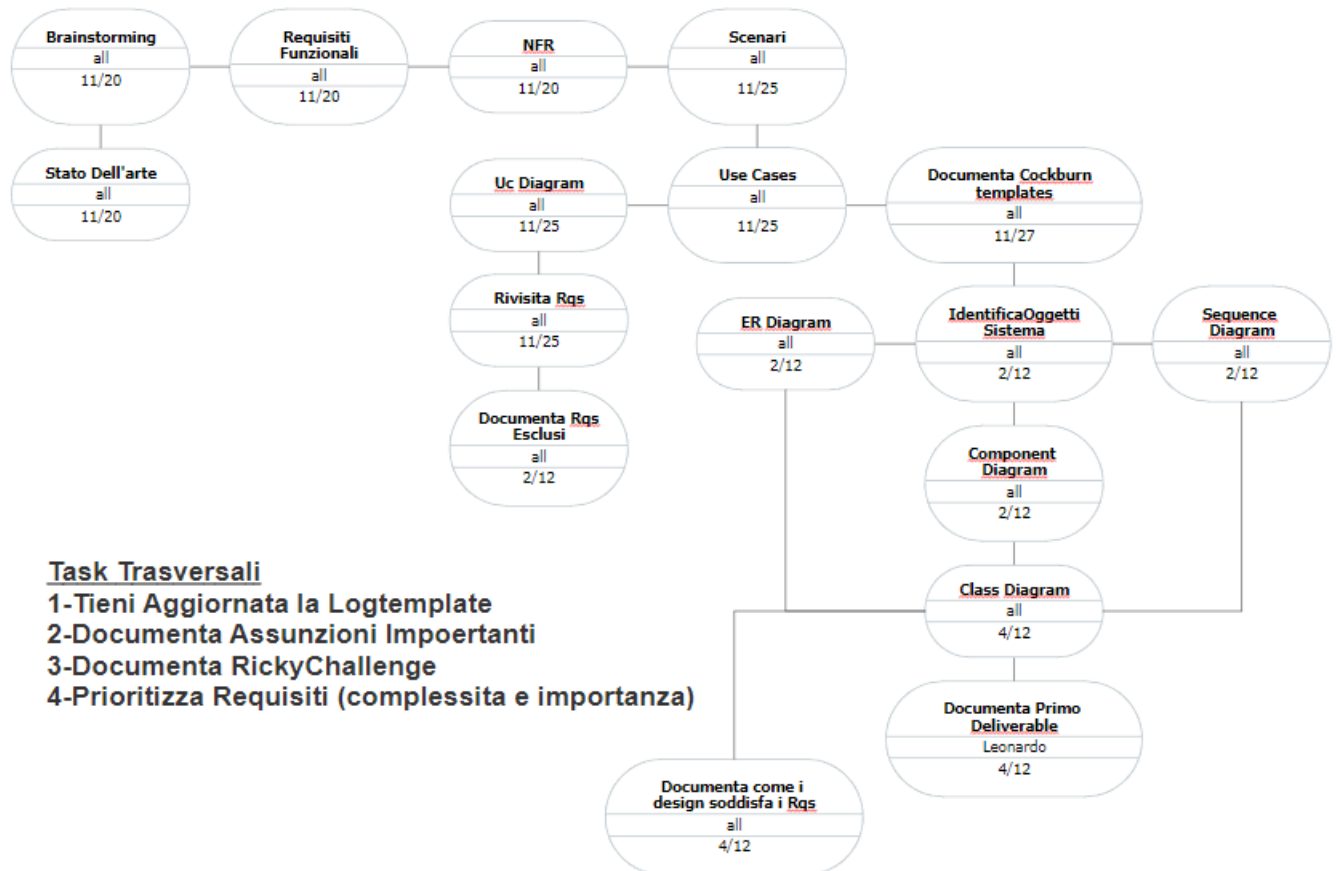 Brainstorming
all
11/20
Requisiti
Funzionali
all
11/20
NFR
all
11/20
Scenari
all
11/25
Stato Dell'arte
all
11/20
Uc Diagram
all
11/25
Use Cases
all
11/25
Documenta Cockburn
templates
all
11/27
Rivisita Rqs
all
11/25
ER Diagram
all
2/12
IdentificaOggetti
Sistema
all
2/12
Sequence
Diagram
all
2/12
Documenta Rqs
Esclusi
all
2/12
Component
Diagram
all
2/12
Task Trasversali
1-Tieni Aggiornata la Logtemplate
2-Documenta Assunzioni Impoertanti
3-Documenta RickyChallenge
4-Prioritizza Requisiti (complessita e importanza)
Class Diagram
all
4/12
Documenta Primo
Deliverable
Leonardo
4/12
Documenta come i
design soddisfa i Rqs
all
4/12